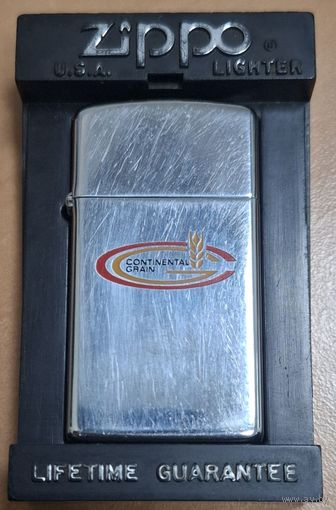 Zippo®
U.S.A. LIGHTER
CONTINENTAL
GRAIN
LIFETIME GUARANTEE